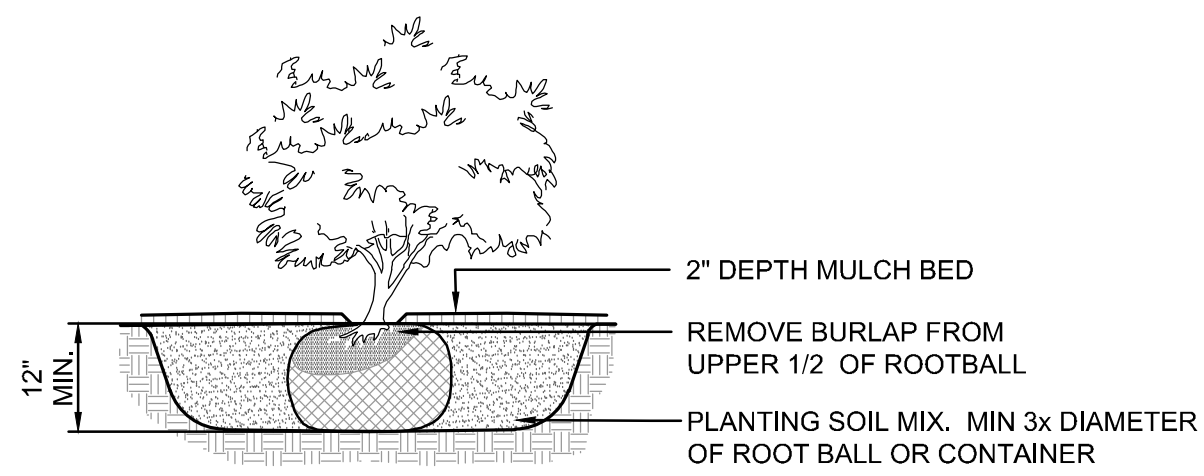 2" DEPTH MULCH BED
REMOVE BURLAP FROM
UPPER 1/2 OF ROOTBALL
12"
MIN.
PLANTING SOIL MIX. MIN 3x DIAMETER
OF ROOT BALL OR CONTAINER